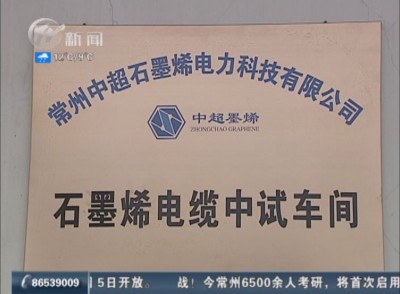 新闻
常州中超石墨烯电力科技有限公司
中超墨烯
ZHONGCHAO GRAPHENE
石墨烯电缆中试车间
86539009
5日开放。 战！今常州6500余人考研，将首次启用